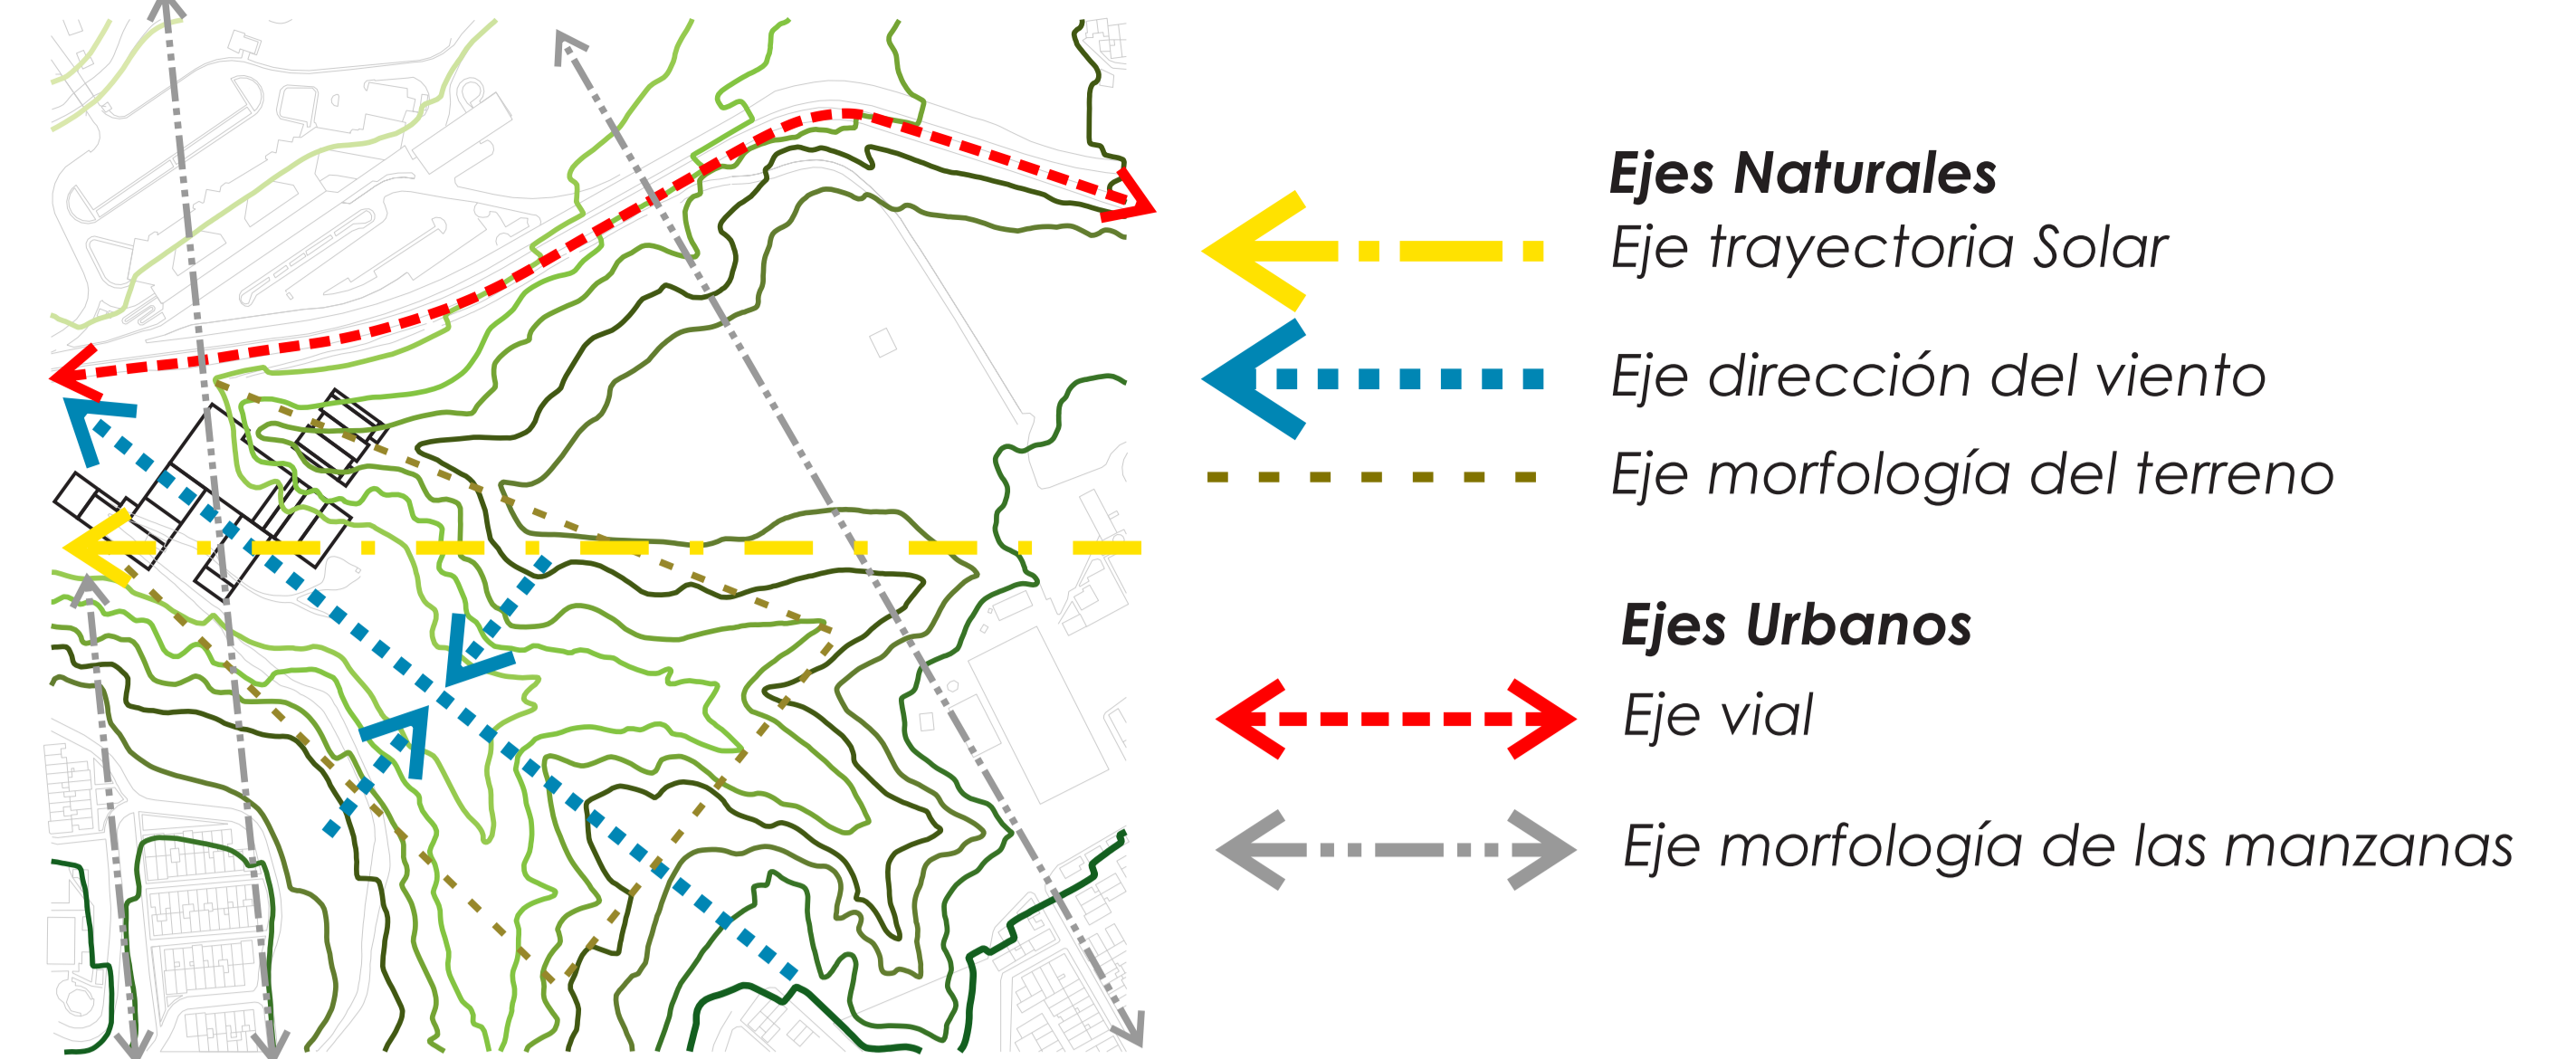 Ejes Naturales
Eje trayectoria Solar
Eje dirección del viento
Eje morfología del terreno
Ejes Urbanos
Eje vial
Eje morfología de las manzanas